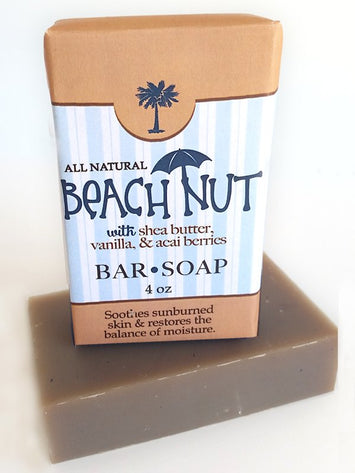 ALL NATURAL
BEACH NUT
with shea butter,
vanilla, & acai berries
BAR•SOAP
4 oz
Soothes sunburned
skin & restores the
balance of moisture.